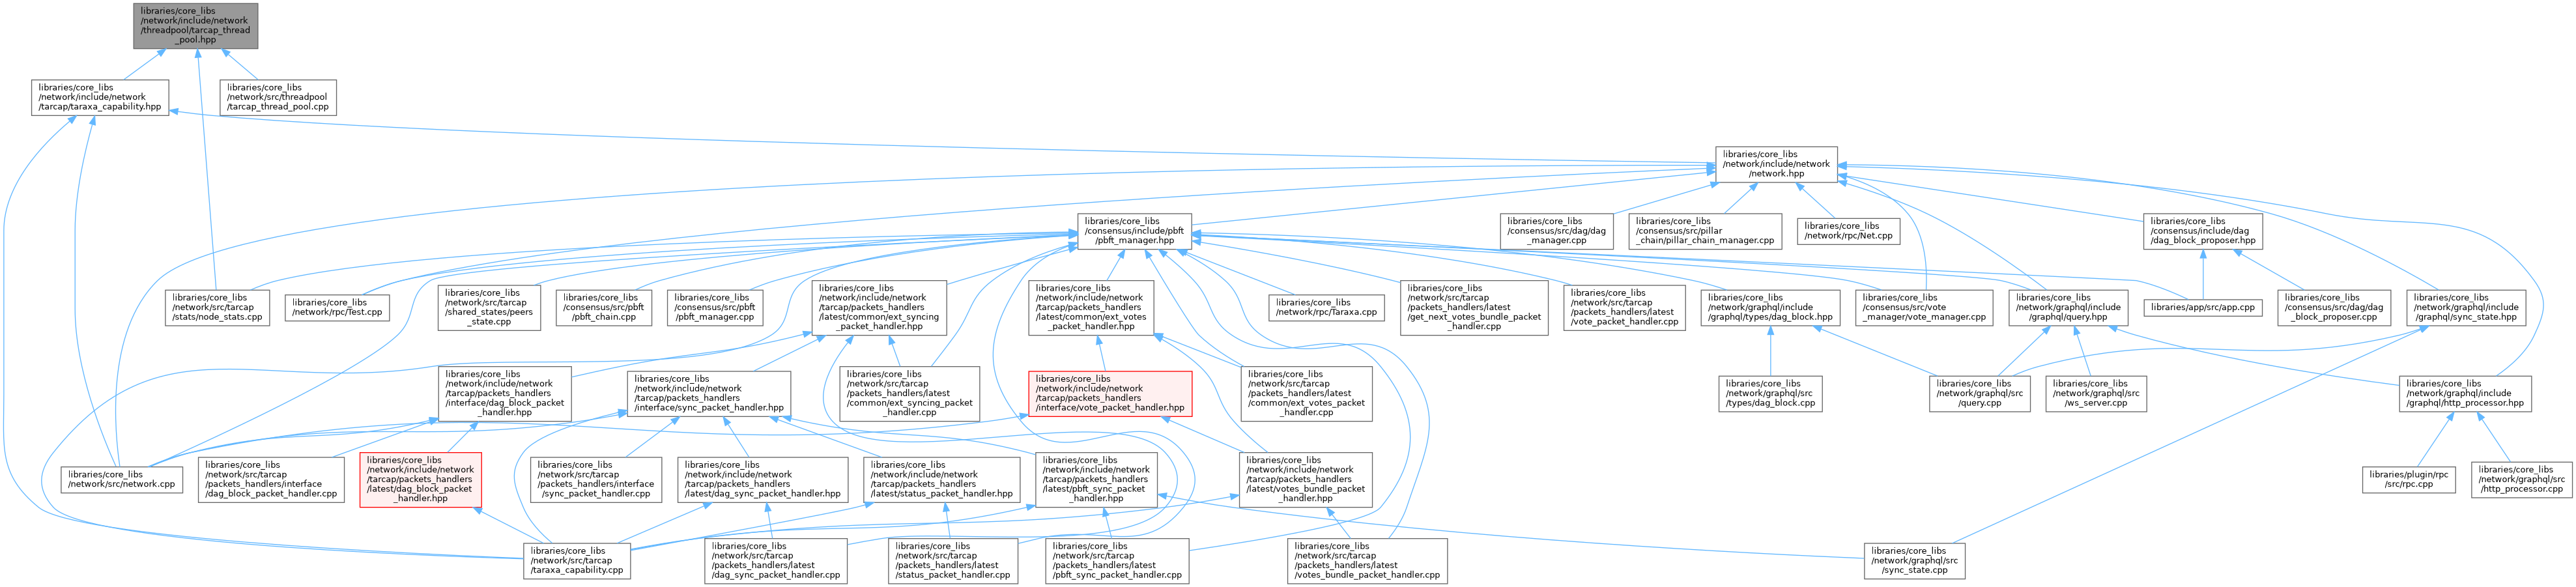 libraries/core_libs
/network/include/network
/threadpool/tarcap_thread
_pool.hpp
libraries/core_libs
/network/include/network
/tarcap/taraxa_capability.hpp
libraries/core_libs
/network/src/threadpool
/tarcap_thread_pool.cpp
libraries/core_libs
/network/include/network
/network.hpp
libraries/core_libs
/consensus/include/pbft
/pbft_manager.hpp
libraries/core_libs
/consensus/src/dag/dag
_manager.cpp
libraries/core_libs
/consensus/src/pillar
_chain/pillar_chain_manager.cpp
libraries/core_libs
/network/rpc/Net.cpp
libraries/core_libs
/consensus/include/dag
/dag_block_proposer.hpp
libraries/core_libs
/network/src/tarcap
/stats/node_stats.cpp
libraries/core_libs
/network/rpc/Test.cpp
libraries/core_libs
/network/src/tarcap
/shared_states/peers
_state.cpp
libraries/core_libs
/consensus/src/pbft
/pbft_chain.cpp
libraries/core_libs
/consensus/src/pbft
/pbft_manager.cpp
libraries/core_libs
/network/include/network
/tarcap/packets_handlers
/latest/common/ext_syncing
_packet_handler.hpp
libraries/core_libs
/network/include/network
/tarcap/packets_handlers
/latest/common/ext_votes
_packet_handler.hpp
libraries/core_libs
/network/rpc/Taraxa.cpp
libraries/core_libs
/network/src/tarcap
/packets_handlers/latest
/get_next_votes_bundle_packet
_handler.cpp
libraries/core_libs
/network/src/tarcap
/packets_handlers/latest
/vote_packet_handler.cpp
libraries/core_libs
/network/graphql/include
/graphql/types/dag_block.hpp
libraries/core_libs
/consensus/src/vote
_manager/vote_manager.cpp
libraries/core_libs
/network/graphql/include
/graphql/query.hpp
libraries/app/src/app.cpp
libraries/core_libs
/consensus/src/dag/dag
_block_proposer.cpp
libraries/core_libs
/network/graphql/include
/graphql/sync_state.hpp
libraries/core_libs
/network/include/network
/tarcap/packets_handlers
/interface/dag_block_packet
_handler.hpp
libraries/core_libs
/network/include/network
/tarcap/packets_handlers
/interface/sync_packet_handler.hpp
libraries/core_libs
/network/src/tarcap
/packets_handlers/latest
/common/ext_syncing_packet
_handler.cpp
libraries/core_libs
/network/include/network
/tarcap/packets_handlers
/interface/vote_packet_handler.hpp
libraries/core_libs
/network/src/tarcap
/packets_handlers/latest
/common/ext_votes_packet
_handler.cpp
libraries/core_libs
/network/graphql/src
/types/dag_block.cpp
libraries/core_libs
/network/graphql/src
/query.cpp
libraries/core_libs
/network/graphql/src
/ws_server.cpp
libraries/core_libs
/network/graphql/include
/graphql/http_processor.hpp
libraries/core_libs
/network/src/network.cpp
libraries/core_libs
/network/src/tarcap
/packets_handlers/interface
/dag_block_packet_handler.cpp
libraries/core_libs
/network/include/network
/tarcap/packets_handlers
/latest/dag_block_packet
_handler.hpp
libraries/core_libs
/network/src/tarcap
/packets_handlers/interface
/sync_packet_handler.cpp
libraries/core_libs
/network/include/network
/tarcap/packets_handlers
/latest/dag_sync_packet_handler.hpp
libraries/core_libs
/network/include/network
/tarcap/packets_handlers
/latest/status_packet_handler.hpp
libraries/core_libs
/network/include/network
/tarcap/packets_handlers
/latest/pbft_sync_packet
_handler.hpp
libraries/core_libs
/network/include/network
/tarcap/packets_handlers
/latest/votes_bundle_packet
_handler.hpp
libraries/plugin/rpc
/src/rpc.cpp
libraries/core_libs
/network/graphql/src
/http_processor.cpp
libraries/core_libs
/network/src/tarcap
/taraxa_capability.cpp
libraries/core_libs
/network/src/tarcap
/packets_handlers/latest
/dag_sync_packet_handler.cpp
libraries/core_libs
/network/src/tarcap
/packets_handlers/latest
/status_packet_handler.cpp
libraries/core_libs
/network/src/tarcap
/packets_handlers/latest
/pbft_sync_packet_handler.cpp
libraries/core_libs
/network/src/tarcap
/packets_handlers/latest
/votes_bundle_packet_handler.cpp
libraries/core_libs
/network/graphql/src
/sync_state.cpp